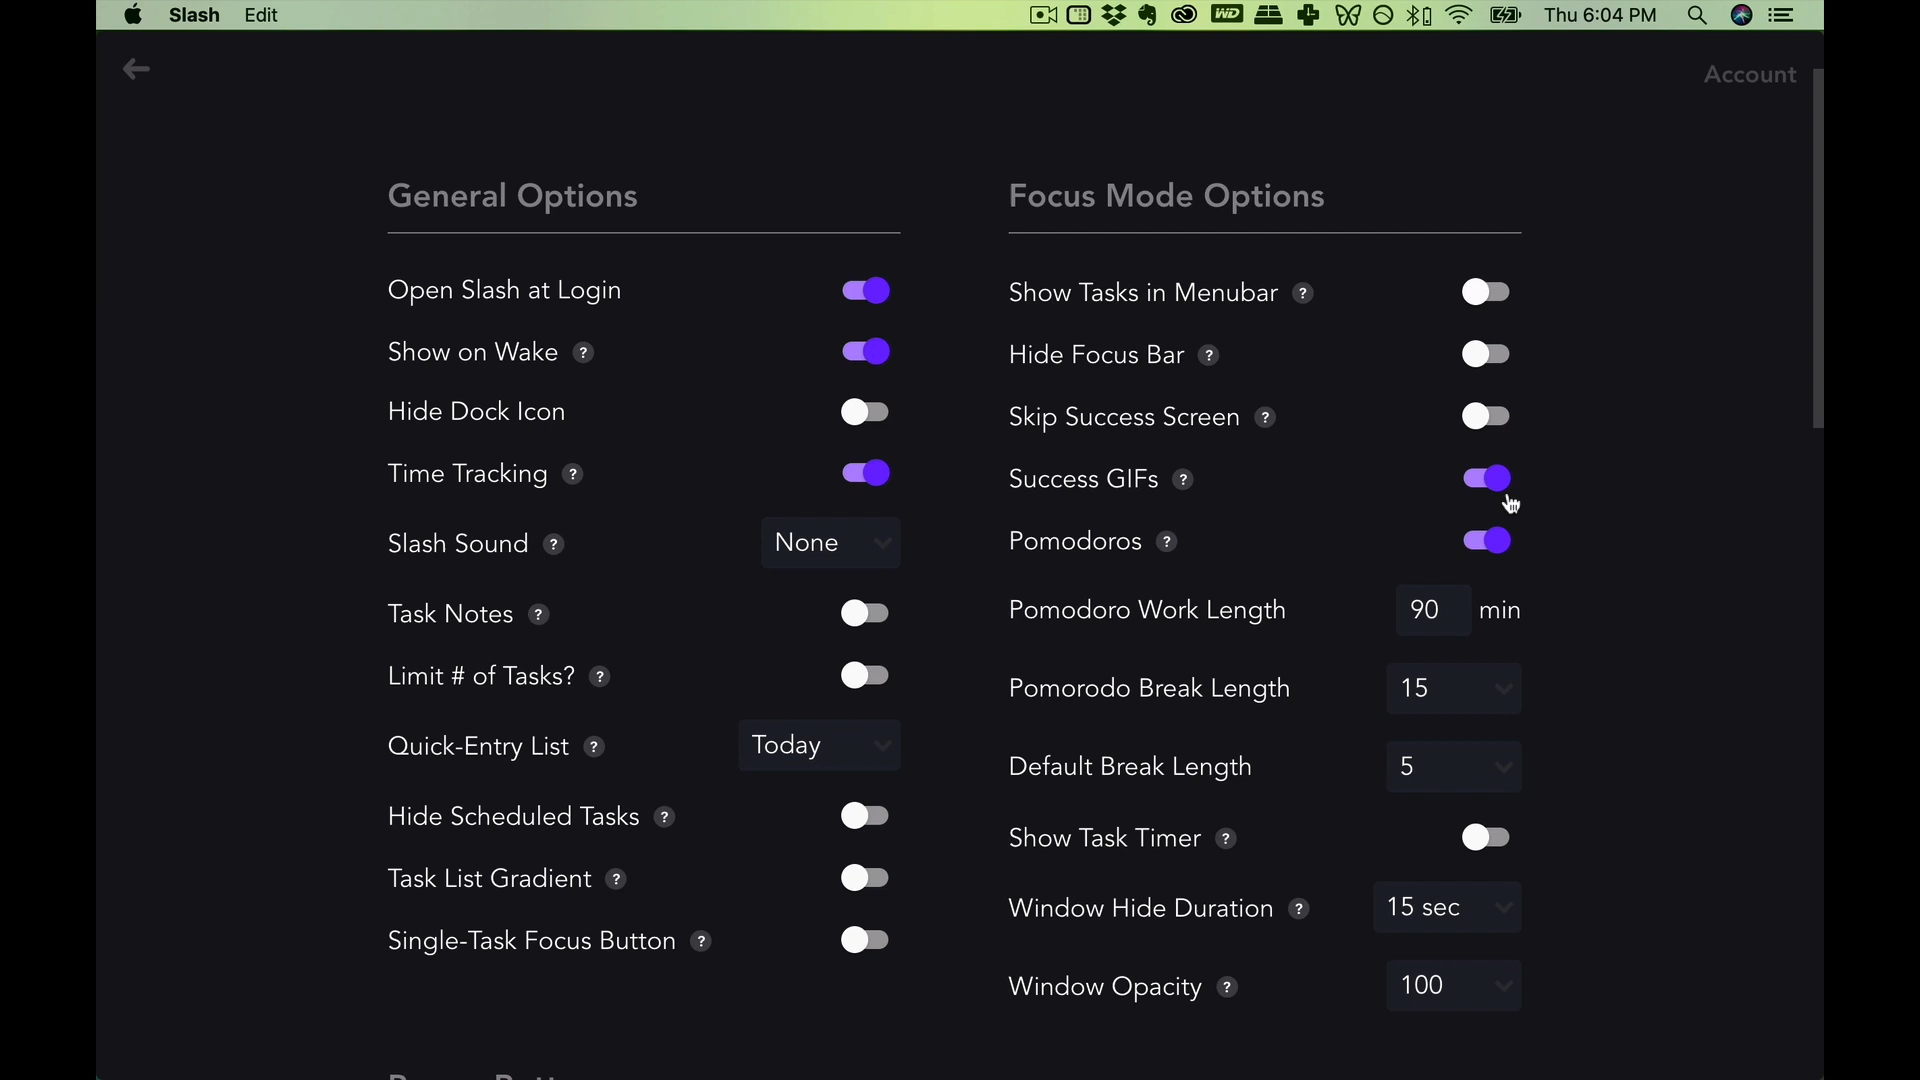 Slash Edit
WD
Thu 6:04 PM
Account
General Options
Open Slash at Login
Show on Wake ?
Hide Dock Icon
Time Tracking ?
Slash Sound ? None
Task Notes ?
Limit # of Tasks? ?
Quick-Entry List ? Today
Hide Scheduled Tasks ?
Task List Gradient ?
Single-Task Focus Button ?
Focus Mode Options
Show Tasks in Menubar ?
Hide Focus Bar ?
Skip Success Screen ?
Success GIFs ?
Pomodoros ?
Pomodoro Work Length 90 min
Pomorodo Break Length 15
Default Break Length 5
Show Task Timer ?
Window Hide Duration ? 15 sec
Window Opacity ? 100